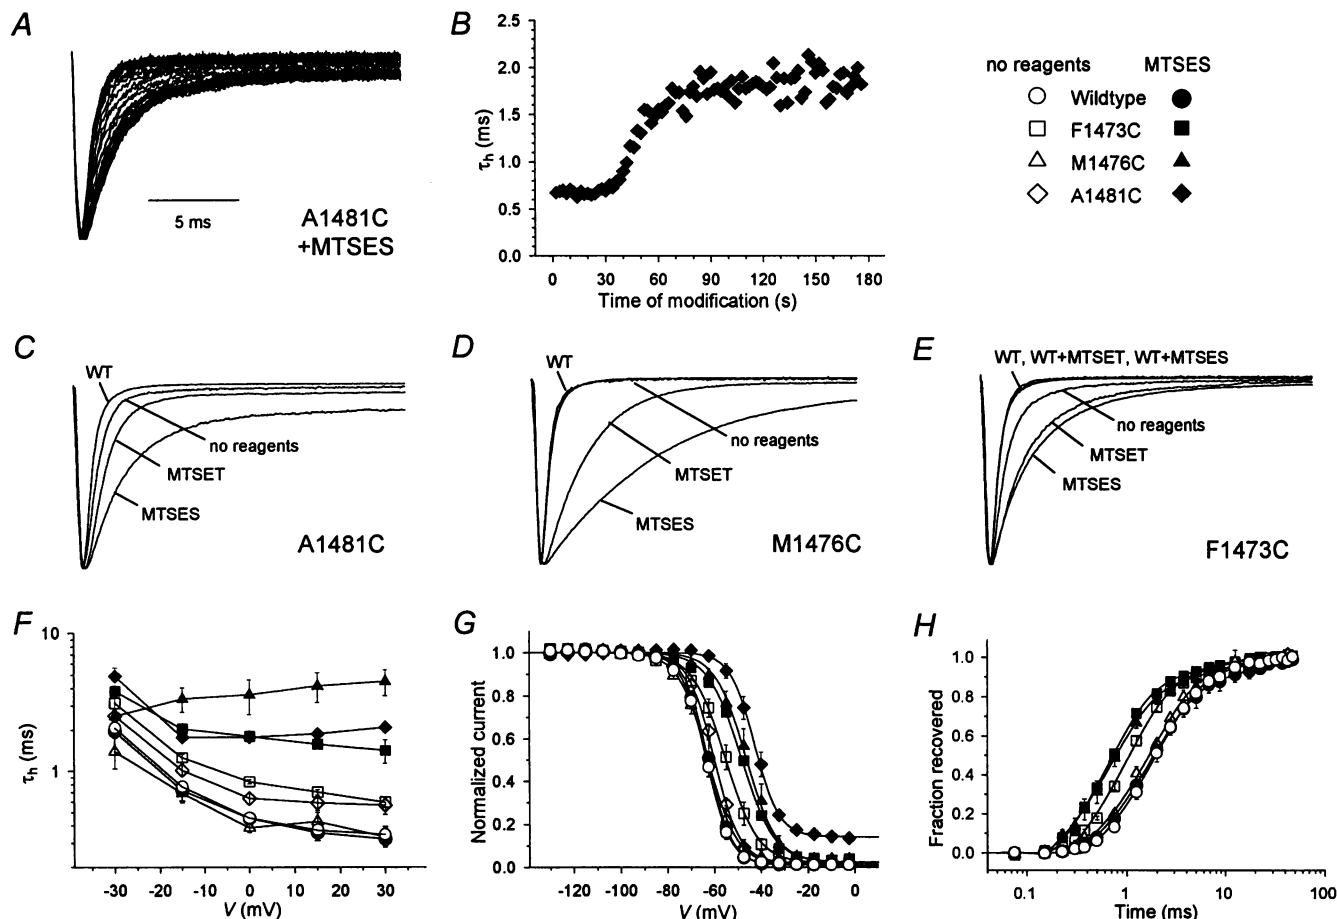 A
5 ms
A1481C
+MTSES
B
2.5
2.0
1.5
1.0
0.5
0.0
τh (ms)
0 30 60 90 120 150 180
Time of modification (s)
no reagents MTSES
Wildtype
F1473C
M1476C
A1481C
C
WT
no reagents
MTSET
MTSES
A1481C
D
WT
no reagents
MTSET
MTSES
M1476C
E
WT, WT+MTSET, WT+MTSES
no reagents
MTSET
MTSES
F1473C
F
10
1
τh (ms)
-30 -20 -10 0 10 20 30
V (mV)
G
1.0
0.8
0.6
0.4
0.2
0.0
Normalized current
-120 -100 -80 -60 -40 -20 0
V (mV)
H
1.0
0.8
0.6
0.4
0.2
0.0
Fraction recovered
0.1 1 10 100
Time (ms)